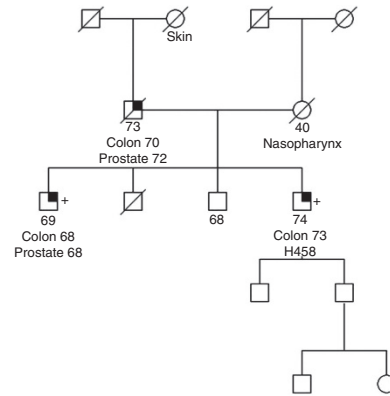 Skin
73
Colon 70
Prostate 72
40
Nasopharynx
+
69
Colon 68
Prostate 68
68
+
74
Colon 73
H458